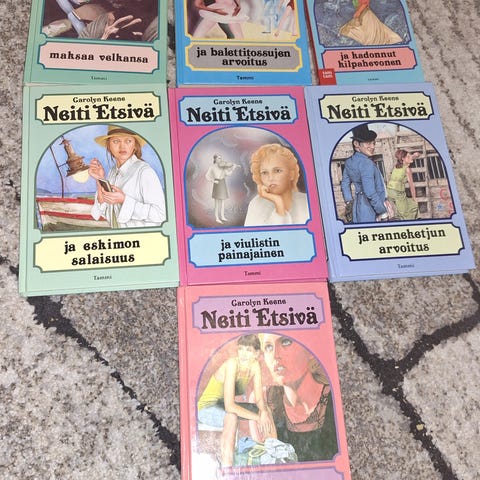 maksaa velkansa
Tammi
ja balettitossujen
arvoitus
Tammi
ja kadonnut
kilpahevonen
Carolyn Keene
Neiti Etsivä
ja eskimon
salaisuus
Tammi
Carolyn Keene
Neiti Etsivä
ja viulistin
painajainen
Tammi
Carolyn Keene
Neiti Etsivä
ja ranneketjun
arvoitus
Tammi
Carolyn Keene
Neiti Etsivä